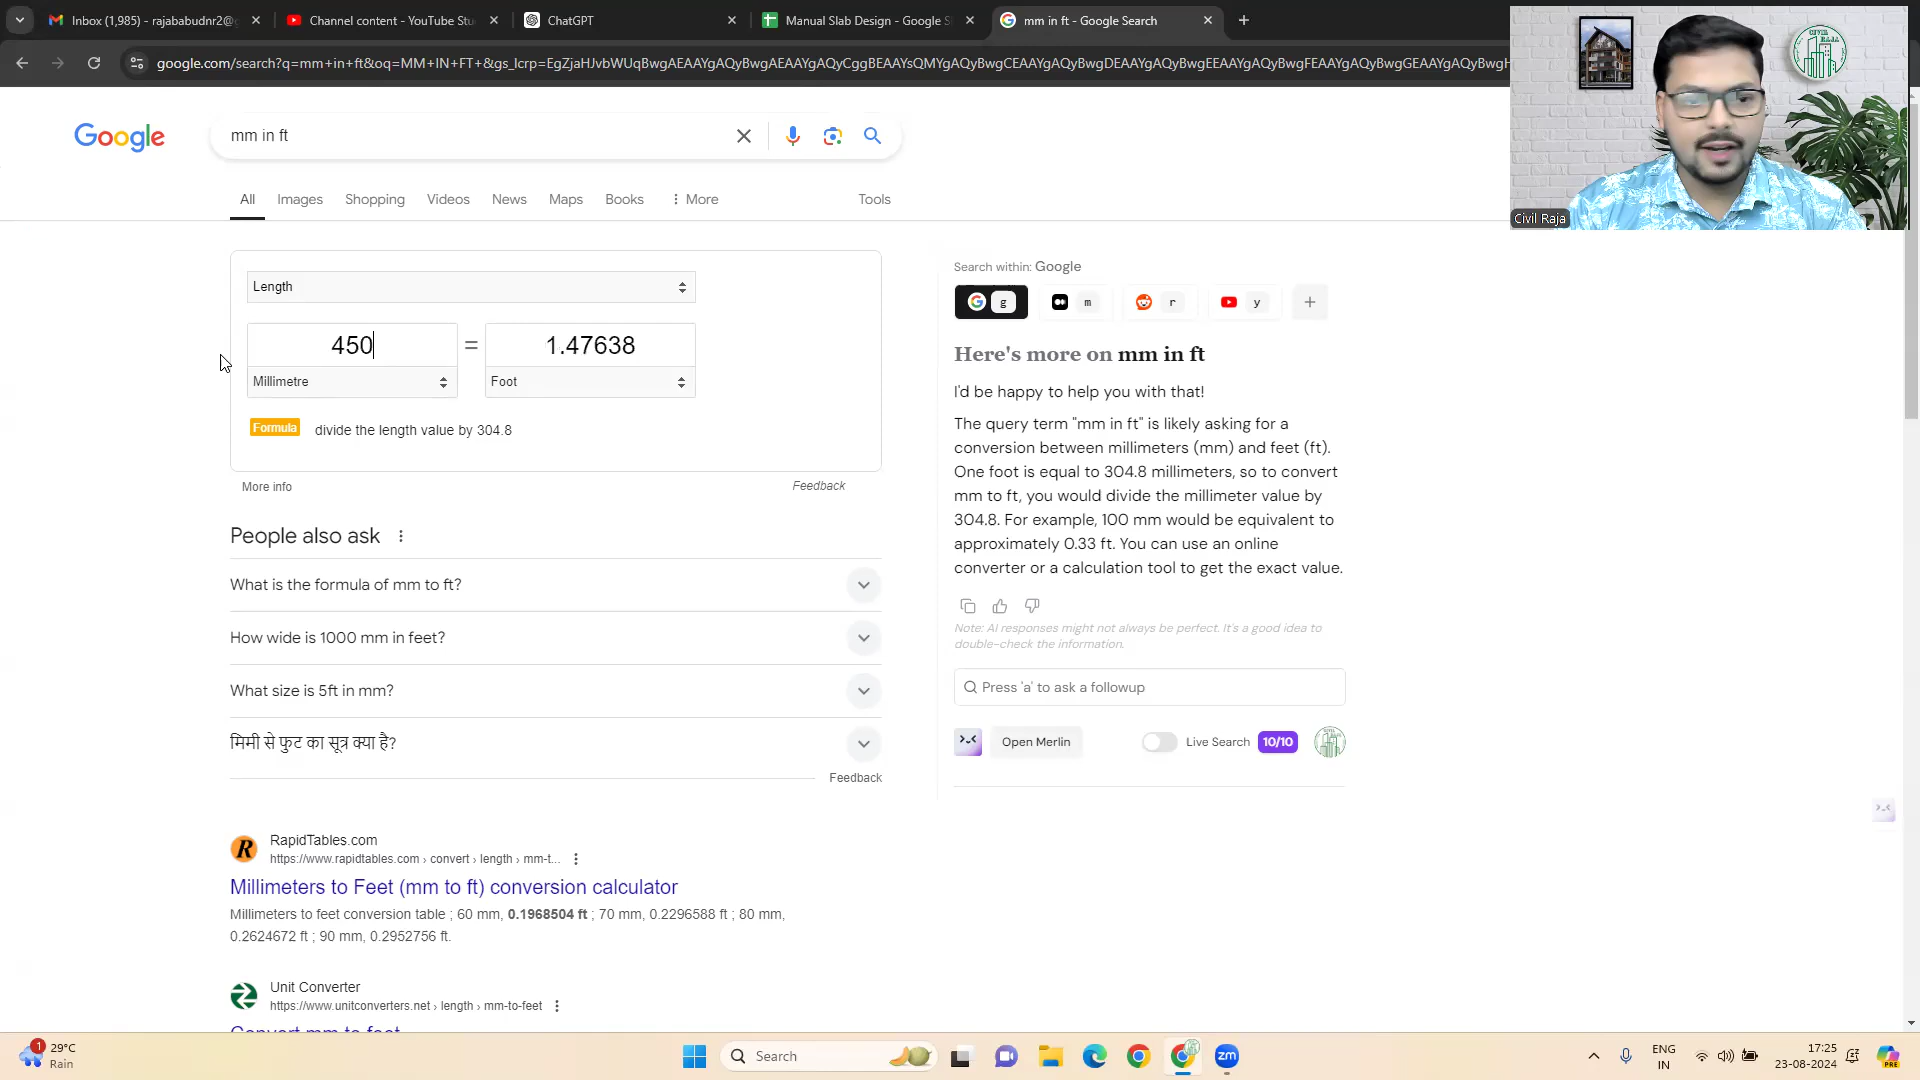 Inbox (1,985) - rajababudnr2@
Channel content - YouTube Stu
ChatGPT
Manual Slab Design - Google S
mm in ft - Google Search
google.com/search?q=mm+in+ft&oq=MM+IN+FT+&gs_lcrp=EgZjaHJvbWUqBwgAEAAYgAQyBwgAEAAYgAQyCggBEAAYsQMYgAQyBwgCEAAYgAQyBwgDEAAYgAQyBwgEEAAYgAQyBwgFEAAYgAQyBwgGEAAYgAQyBwgH
CIVIL RAJA
Civil Raja
Google
mm in ft
All
Images
Shopping
Videos
News
Maps
Books
More
Tools
Length
450
=
1.47638
Millimetre
Foot
Formula
divide the length value by 304.8
More info
Feedback
People also ask
What is the formula of mm to ft?
How wide is 1000 mm in feet?
What size is 5ft in mm?
मिमी से फुट का सूत्र क्या है?
Feedback
RapidTables.com
https://www.rapidtables.com › convert › length › mm-t...
Millimeters to Feet (mm to ft) conversion calculator
Millimeters to feet conversion table ; 60 mm, 0.1968504 ft ; 70 mm, 0.2296588 ft ; 80 mm,
0.2624672 ft ; 90 mm, 0.2952756 ft.
Unit Converter
https://www.unitconverters.net › length › mm-to-feet
Convert mm to feet
Search within: Google
g
m
r
y
Here's more on mm in ft
I'd be happy to help you with that!
The query term "mm in ft" is likely asking for a
conversion between millimeters (mm) and feet (ft).
One foot is equal to 304.8 millimeters, so to convert
mm to ft, you would divide the millimeter value by
304.8. For example, 100 mm would be equivalent to
approximately 0.33 ft. You can use an online
converter or a calculation tool to get the exact value.
Note: AI responses might not always be perfect. It's a good idea to
double-check the information.
Press 'a' to ask a followup
Open Merlin
Live Search
10/10
1
29°C
Rain
Search
zm
ENG
IN
17:25
23-08-2024
PRE